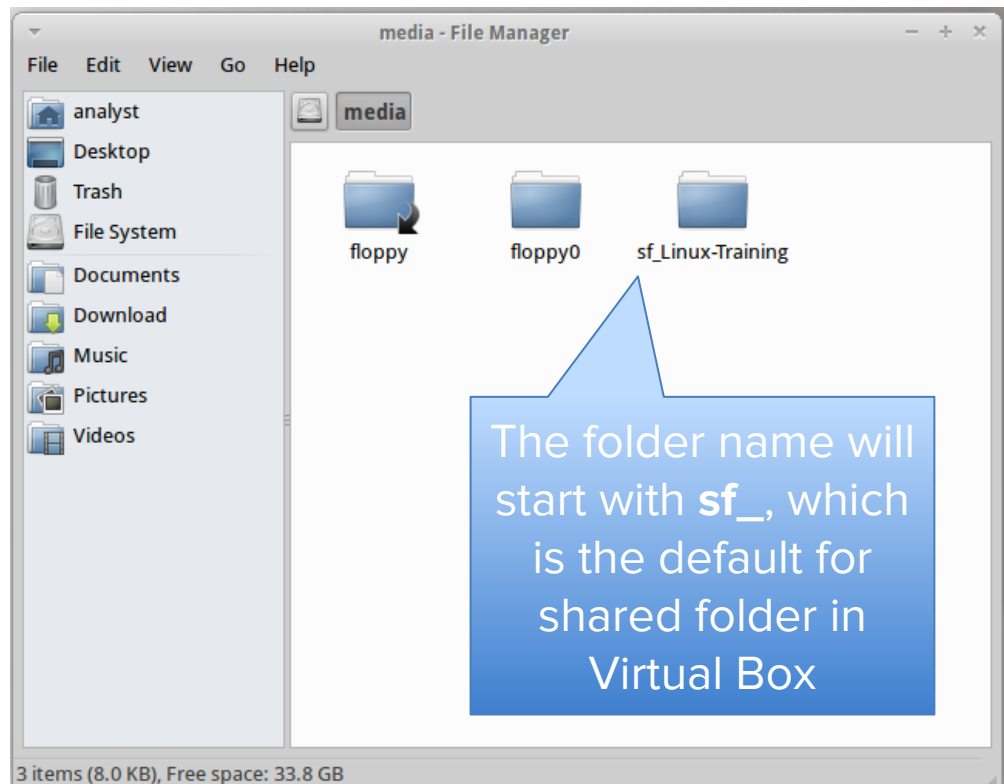 media - File Manager
File Edit View Go Help
analyst
Desktop
Trash
File System
Documents
Download
Music
Pictures
Videos
media
floppy
floppy0
sf_Linux-Training
The folder name will
start with sf_, which
is the default for
shared folder in
Virtual Box
3 items (8.0 KB), Free space: 33.8 GB